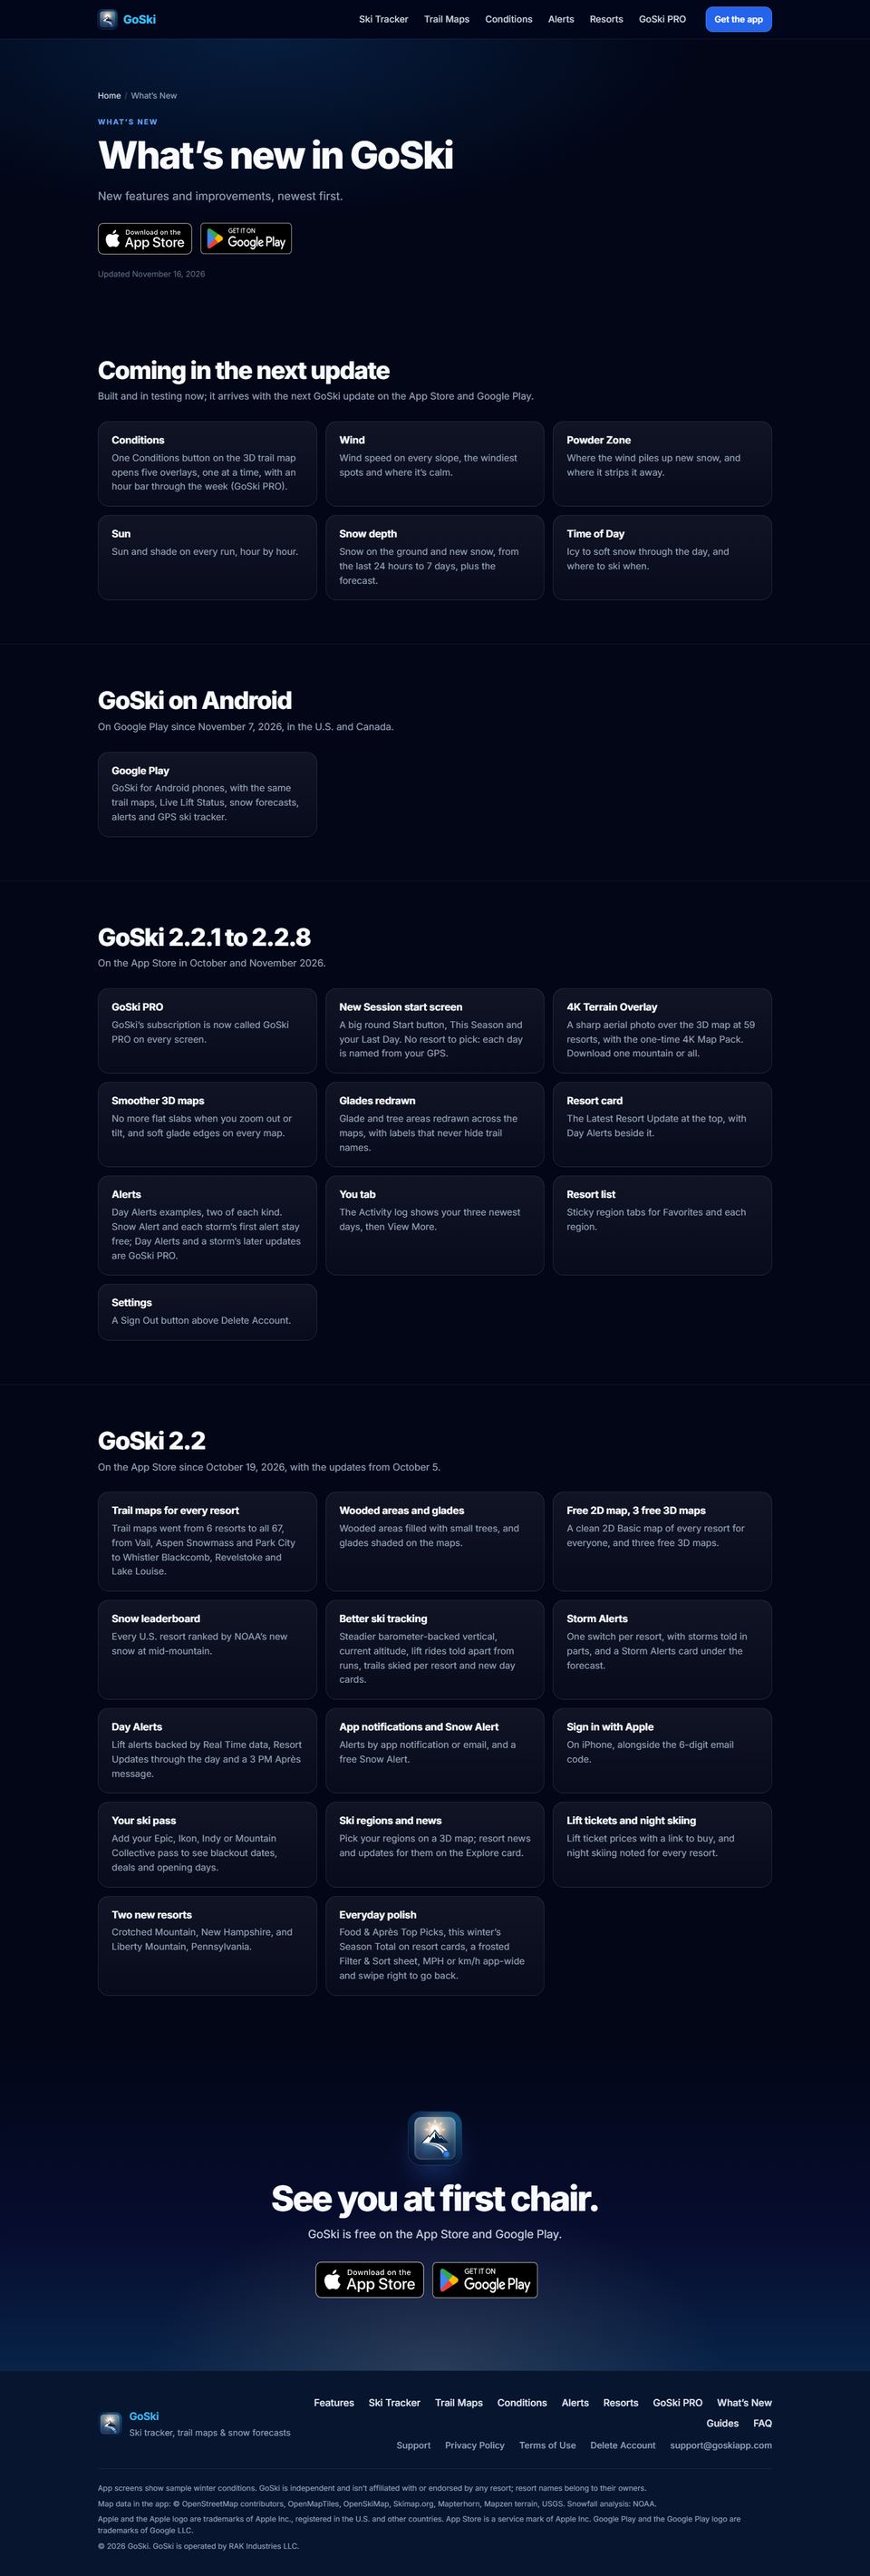 GoSki
Ski Tracker Trail Maps Conditions Alerts Resorts GoSki PRO Get the app
Home / What's New
WHAT'S NEW
What's new in GoSki
New features and improvements, newest first.
Download on the App Store
GET IT ON Google Play
Updated November 16, 2026
Coming in the next update
Built and in testing now; it arrives with the next GoSki update on the App Store and Google Play.
Conditions
One Conditions button on the 3D trail map
opens five overlays, one at a time, with an
hour bar through the week (GoSki PRO).
Wind
Wind speed on every slope, the windiest
spots and where it's calm.
Powder Zone
Where the wind piles up new snow, and
where it strips it away.
Sun
Sun and shade on every run, hour by hour.
Snow depth
Snow on the ground and new snow, from
the last 24 hours to 7 days, plus the
forecast.
Time of Day
Icy to soft snow through the day, and
where to ski when.
GoSki on Android
On Google Play since November 7, 2026, in the U.S. and Canada.
Google Play
GoSki for Android phones, with the same
trail maps, Live Lift Status, snow forecasts,
alerts and GPS ski tracker.
GoSki 2.2.1 to 2.2.8
On the App Store in October and November 2026.
GoSki PRO
GoSki's subscription is now called GoSki
PRO on every screen.
New Session start screen
A big round Start button, This Season and
your Last Day. No resort to pick: each day
is named from your GPS.
4K Terrain Overlay
A sharp aerial photo over the 3D map at 59
resorts, with the one-time 4K Map Pack.
Download one mountain or all.
Smoother 3D maps
No more flat slabs when you zoom out or
tilt, and soft glade edges on every map.
Glades redrawn
Glade and tree areas redrawn across the
maps, with labels that never hide trail
names.
Resort card
The Latest Resort Update at the top, with
Day Alerts beside it.
Alerts
Day Alerts examples, two of each kind.
Snow Alert and each storm's first alert stay
free; Day Alerts and a storm's later updates
are GoSki PRO.
You tab
The Activity log shows your three newest
days, then View More.
Resort list
Sticky region tabs for Favorites and each
region.
Settings
A Sign Out button above Delete Account.
GoSki 2.2
On the App Store since October 19, 2026, with the updates from October 5.
Trail maps for every resort
Trail maps went from 6 resorts to all 67,
from Vail, Aspen Snowmass and Park City
to Whistler Blackcomb, Revelstoke and
Lake Louise.
Wooded areas and glades
Wooded areas filled with small trees, and
glades shaded on the maps.
Free 2D map, 3 free 3D maps
A clean 2D Basic map of every resort for
everyone, and three free 3D maps.
Snow leaderboard
Every U.S. resort ranked by NOAA's new
snow at mid-mountain.
Better ski tracking
Steadier barometer-backed vertical,
current altitude, lift rides told apart from
runs, trails skied per resort and new day
cards.
Storm Alerts
One switch per resort, with storms told in
parts, and a Storm Alerts card under the
forecast.
Day Alerts
Lift alerts backed by Real Time data, Resort
Updates through the day and a 3 PM Après
message.
App notifications and Snow Alert
Alerts by app notification or email, and a
free Snow Alert.
Sign in with Apple
On iPhone, alongside the 6-digit email
code.
Your ski pass
Add your Epic, Ikon, Indy or Mountain
Collective pass to see blackout dates,
deals and opening days.
Ski regions and news
Pick your regions on a 3D map; resort news
and updates for them on the Explore card.
Lift tickets and night skiing
Lift ticket prices with a link to buy, and
night skiing noted for every resort.
Two new resorts
Crotched Mountain, New Hampshire, and
Liberty Mountain, Pennsylvania.
Everyday polish
Food & Après Top Picks, this winter's
Season Total on resort cards, a frosted
Filter & Sort sheet, MPH or km/h app-wide
and swipe right to go back.
See you at first chair.
GoSki is free on the App Store and Google Play.
Download on the App Store
GET IT ON Google Play
GoSki
Ski tracker, trail maps & snow forecasts
Features Ski Tracker Trail Maps Conditions Alerts Resorts GoSki PRO What's New
Guides FAQ
Support Privacy Policy Terms of Use Delete Account support@goskiapp.com
App screens show sample winter conditions. GoSki is independent and isn't affiliated with or endorsed by any resort; resort names belong to their owners.
Map data in the app: © OpenStreetMap contributors, OpenMapTiles, OpenSkiMap, Skimap.org, Mapterhorn, Mapzen terrain, USGS. Snowfall analysis: NOAA.
Apple and the Apple logo are trademarks of Apple Inc., registered in the U.S. and other countries. App Store is a service mark of Apple Inc. Google Play and the Google Play logo are
trademarks of Google LLC.
© 2026 GoSki. GoSki is operated by RAK Industries LLC.